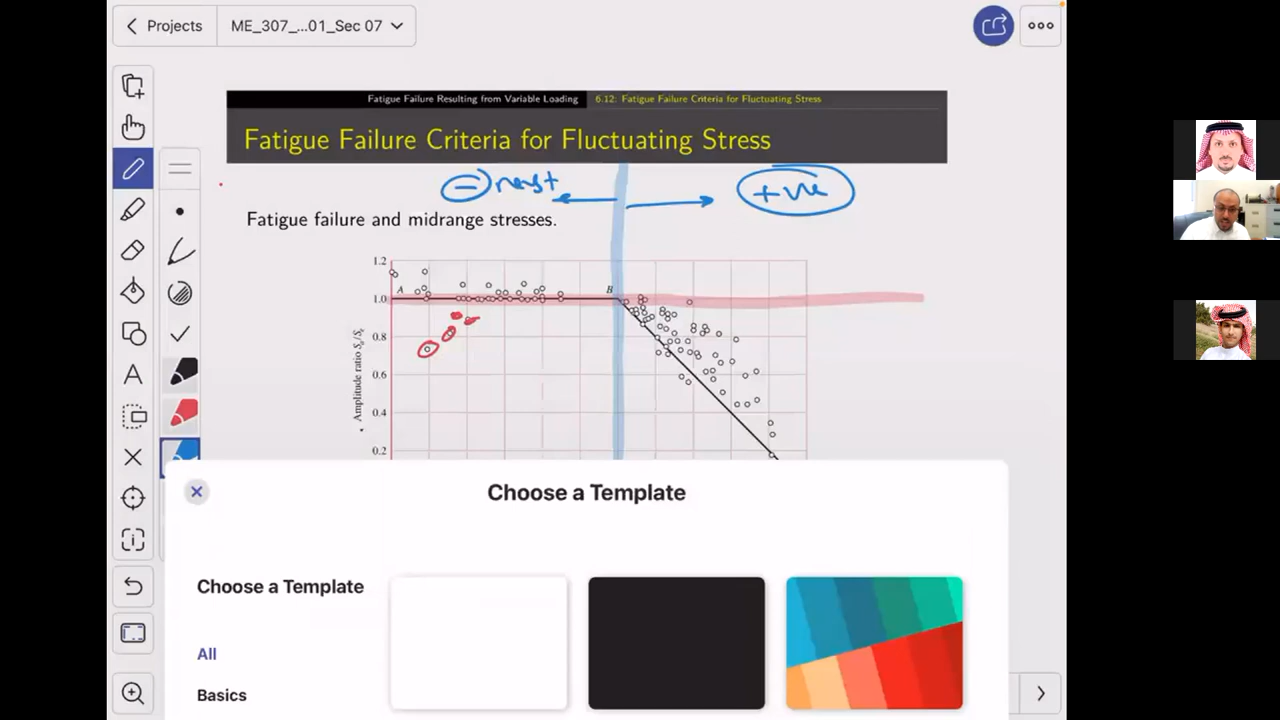 Projects
ME_307_...01_Sec 07
Fatigue Failure Resulting from Variable Loading
6.12: Fatigue Failure Criteria for Fluctuating Stress
Fatigue Failure Criteria for Fluctuating Stress
+ve
Fatigue failure and midrange stresses.
1.2
A
B
1.0
0.8
0.6
0.4
0.2
Amplitude ratio Sa/Se
A
Choose a Template
Choose a Template
All
Basics